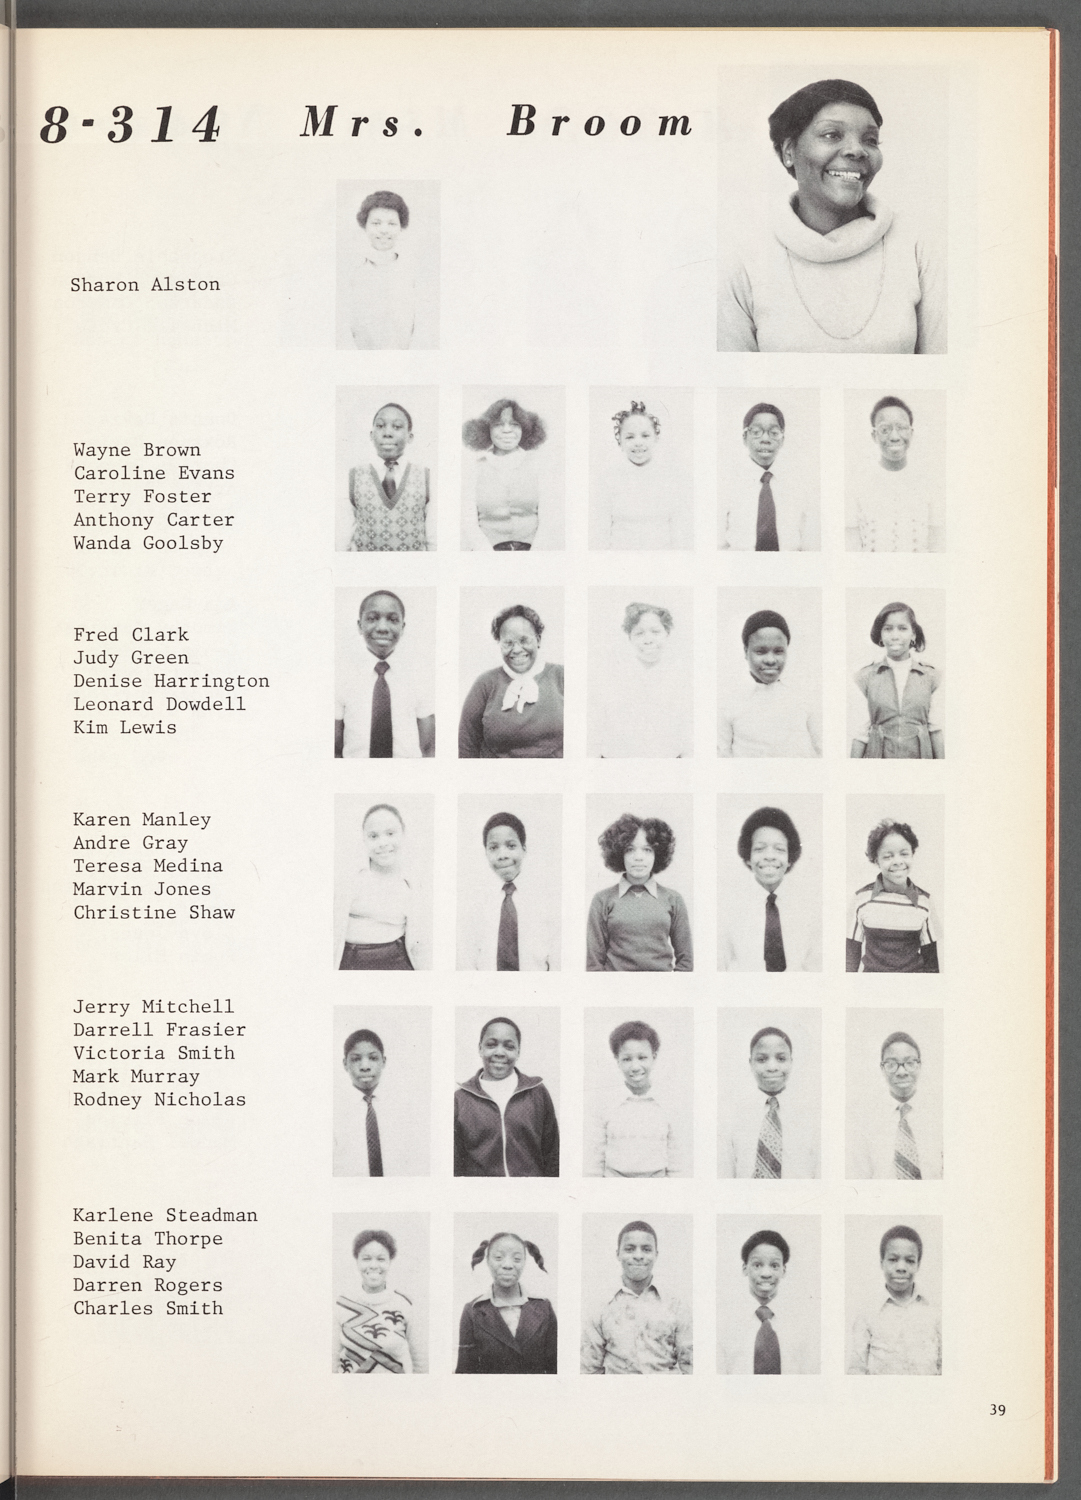 8-314 Mrs. Broom
Sharon Alston
Wayne Brown
Caroline Evans
Terry Foster
Anthony Carter
Wanda Goolsby
Fred Clark
Judy Green
Denise Harrington
Leonard Dowdell
Kim Lewis
Karen Manley
Andre Gray
Teresa Medina
Marvin Jones
Christine Shaw
Jerry Mitchell
Darrell Frasier
Victoria Smith
Mark Murray
Rodney Nicholas
Karlene Steadman
Benita Thorpe
David Ray
Darren Rogers
Charles Smith
39